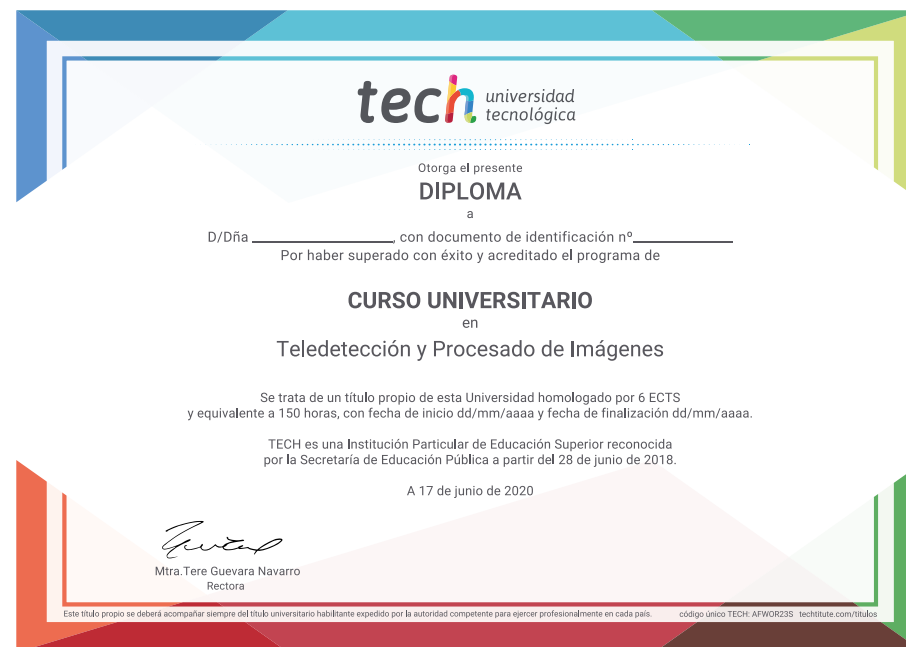 tech universidad
tecnológica
Otorga el presente
DIPLOMA
a
D/Dña ____________________, con documento de identificación nº______________
Por haber superado con éxito y acreditado el programa de
CURSO UNIVERSITARIO
en
Teledetección y Procesado de Imágenes
Se trata de un título propio de esta Universidad homologado por 6 ECTS
y equivalente a 150 horas, con fecha de inicio dd/mm/aaaa y fecha de finalización dd/mm/aaaa.
TECH es una Institución Particular de Educación Superior reconocida
por la Secretaría de Educación Pública a partir del 28 de junio de 2018.
A 17 de junio de 2020
Mtra.Tere Guevara Navarro
Rectora
Este título propio se deberá acompañar siempre del título universitario habilitante expedido por la autoridad competente para ejercer profesionalmente en cada país. código único TECH: AFWOR23S techtitute.com/titulos